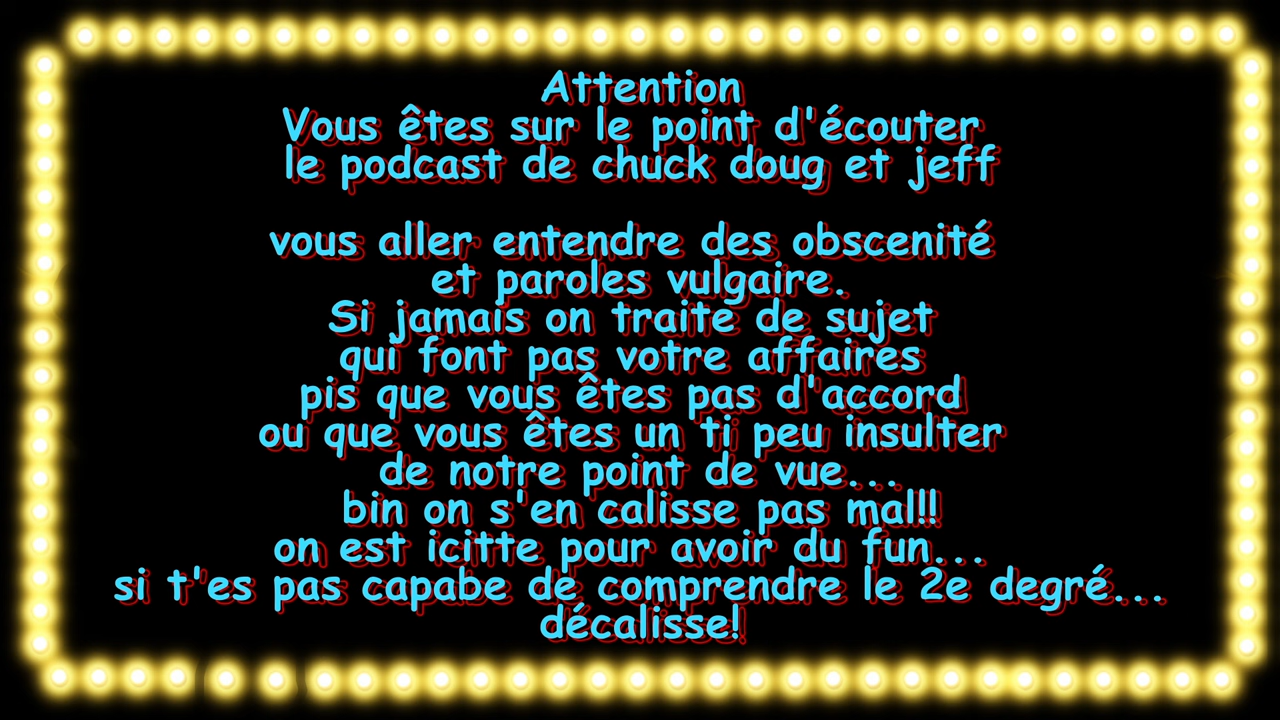 Attention
Vous êtes sur le point d'écouter
le podcast de chuck doug et jeff
vous aller entendre des obscenité
et paroles vulgaire.
Si jamais on traite de sujet
qui font pas votre affaires
pis que vous êtes pas d'accord
ou que vous êtes un ti peu insulter
de notre point de vue...
bin on s'en calisse pas mal!!
on est icitte pour avoir du fun...
si t'es pas capabe de comprendre le 2e degré...
décalisse!